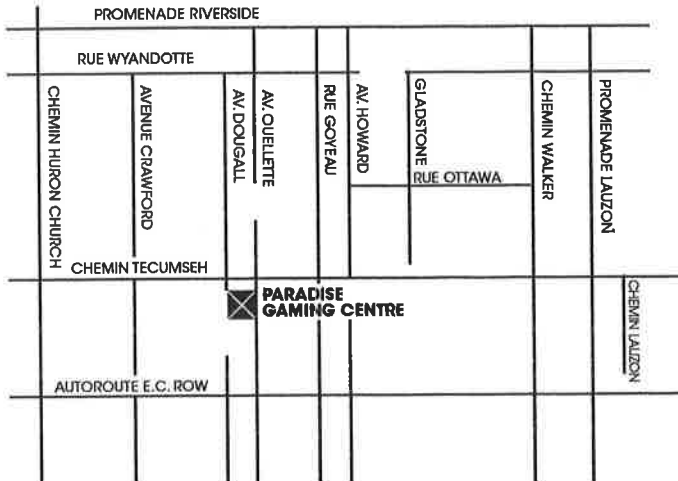 PROMENADE RIVERSIDE
RUE WYANDOTTE
CHEMIN HURON CHURCH
AVENUE CRAWFORD
AV. DOUGALL
AV. OUELLETTE
RUE GOYEAU
AV. HOWARD
GLADSTONE
CHEMIN WALKER
PROMENADE LAUZON
RUE OTTAWA
CHEMIN TECUMSEH
PARADISE
GAMING CENTRE
CHEMIN LAUZON
AUTOROUTE E.C. ROW